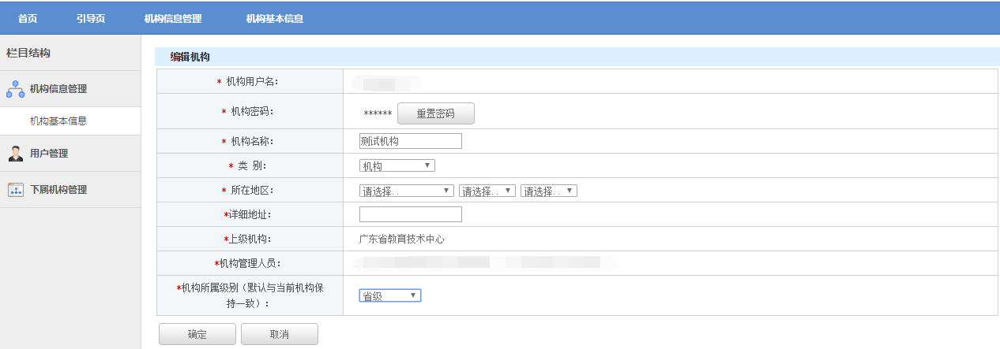 首页 引导页 机构信息管理 机构基本信息
栏目结构
机构信息管理
机构基本信息
用户管理
下属机构管理
编辑机构
* 机构用户名：
* 机构密码： ****** 重置密码
* 机构名称： 测试机构
* 类 别： 机构
* 所在地区： 请选择.. 请选择.. 请选择..
*详细地址：
*上级机构： 广东省教育技术中心
*机构管理人员：
*机构所属级别（默认与当前机构保
持一致）： 省级
确定 取消